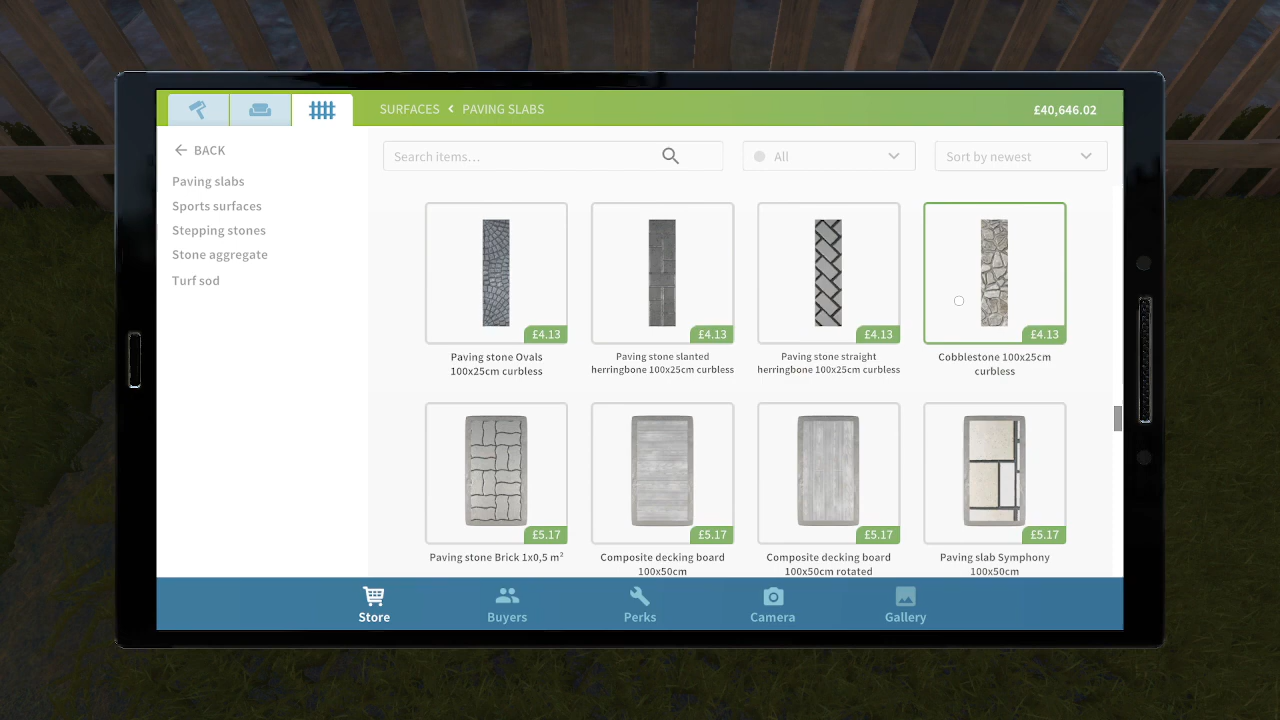 SURFACES < PAVING SLABS
£40,646.02
BACK
Search items...
All
Sort by newest
Paving slabs
Sports surfaces
Stepping stones
Stone aggregate
Turf sod
£4.13
£4.13
£4.13
£4.13
Paving stone Ovals
100x25cm curbless
Paving stone slanted
herringbone 100x25cm curbless
Paving stone straight
herringbone 100x25cm curbless
Cobblestone 100x25cm
curbless
£5.17
£5.17
£5.17
£5.17
Paving stone Brick 1x0,5 m²
Composite decking board
100x50cm
Composite decking board
100x50cm rotated
Paving slab Symphony
100x50cm
Store
Buyers
Perks
Camera
Gallery